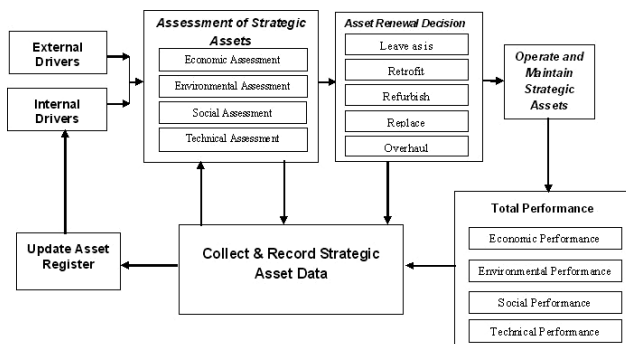 External
Drivers
Internal
Drivers
Assessment of Strategic
Assets
Economic Assessment
Environmental Assessment
Social Assessment
Technical Assessment
Asset Renewal Decision
Leave as is
Retrofit
Refurbish
Replace
Overhaul
Operate and
Maintain
Strategic
Assets
Total Performance
Economic Performance
Environmental Performance
Social Performance
Technical Performance
Collect & Record Strategic
Asset Data
Update Asset
Register